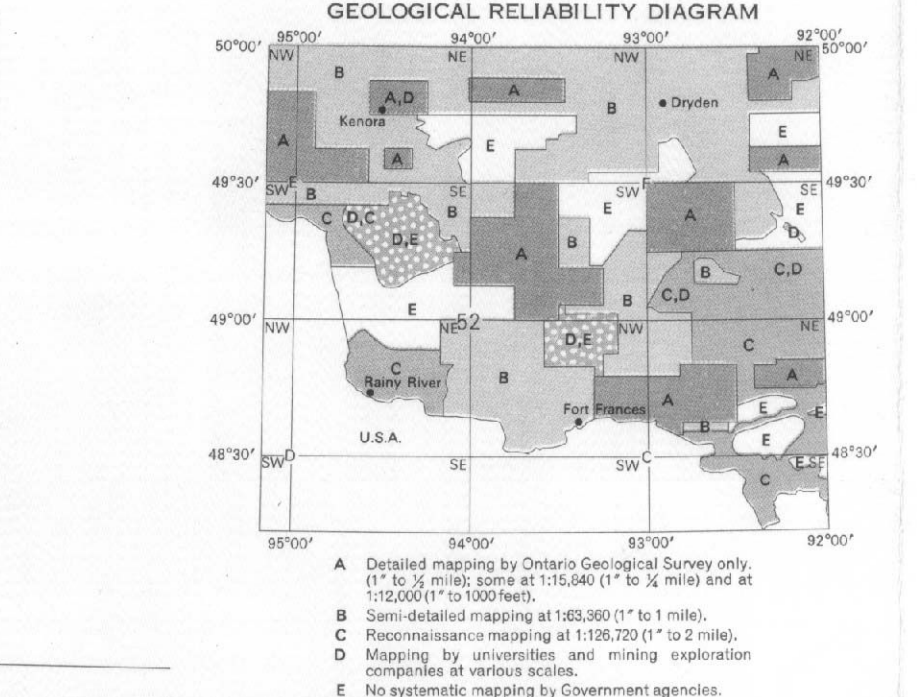 GEOLOGICAL RELIABILITY DIAGRAM
95°00′ 94°00′ 93°00′ 92°00′
50°00′ NW NE NW NE 50°00′
B A
A,D A
B Dryden
Kenora
E E
A
A A
49°30′ SW E SE SW F SE 49°30′
B
C D,C B E A E
D
D,E B
A B C,D
B C,D
E
49°00′ NW NE 52 NW NE 49°00′
D,E C
C B A
Rainy River A
Fort Frances E E
B
U.S.A. E
48°30′ SW D SE SW C E SE 48°30′
C
95°00′ 94°00′ 93°00′ 92°00′
A Detailed mapping by Ontario Geological Survey only.
(1″ to ½ mile); some at 1:15,840 (1″ to ¼ mile) and at
1:12,000 (1″ to 1000 feet).
B Semi-detailed mapping at 1:63,360 (1″ to 1 mile).
C Reconnaissance mapping at 1:126,720 (1″ to 2 mile).
D Mapping by universities and mining exploration
companies at various scales.
E No systematic mapping by Government agencies.